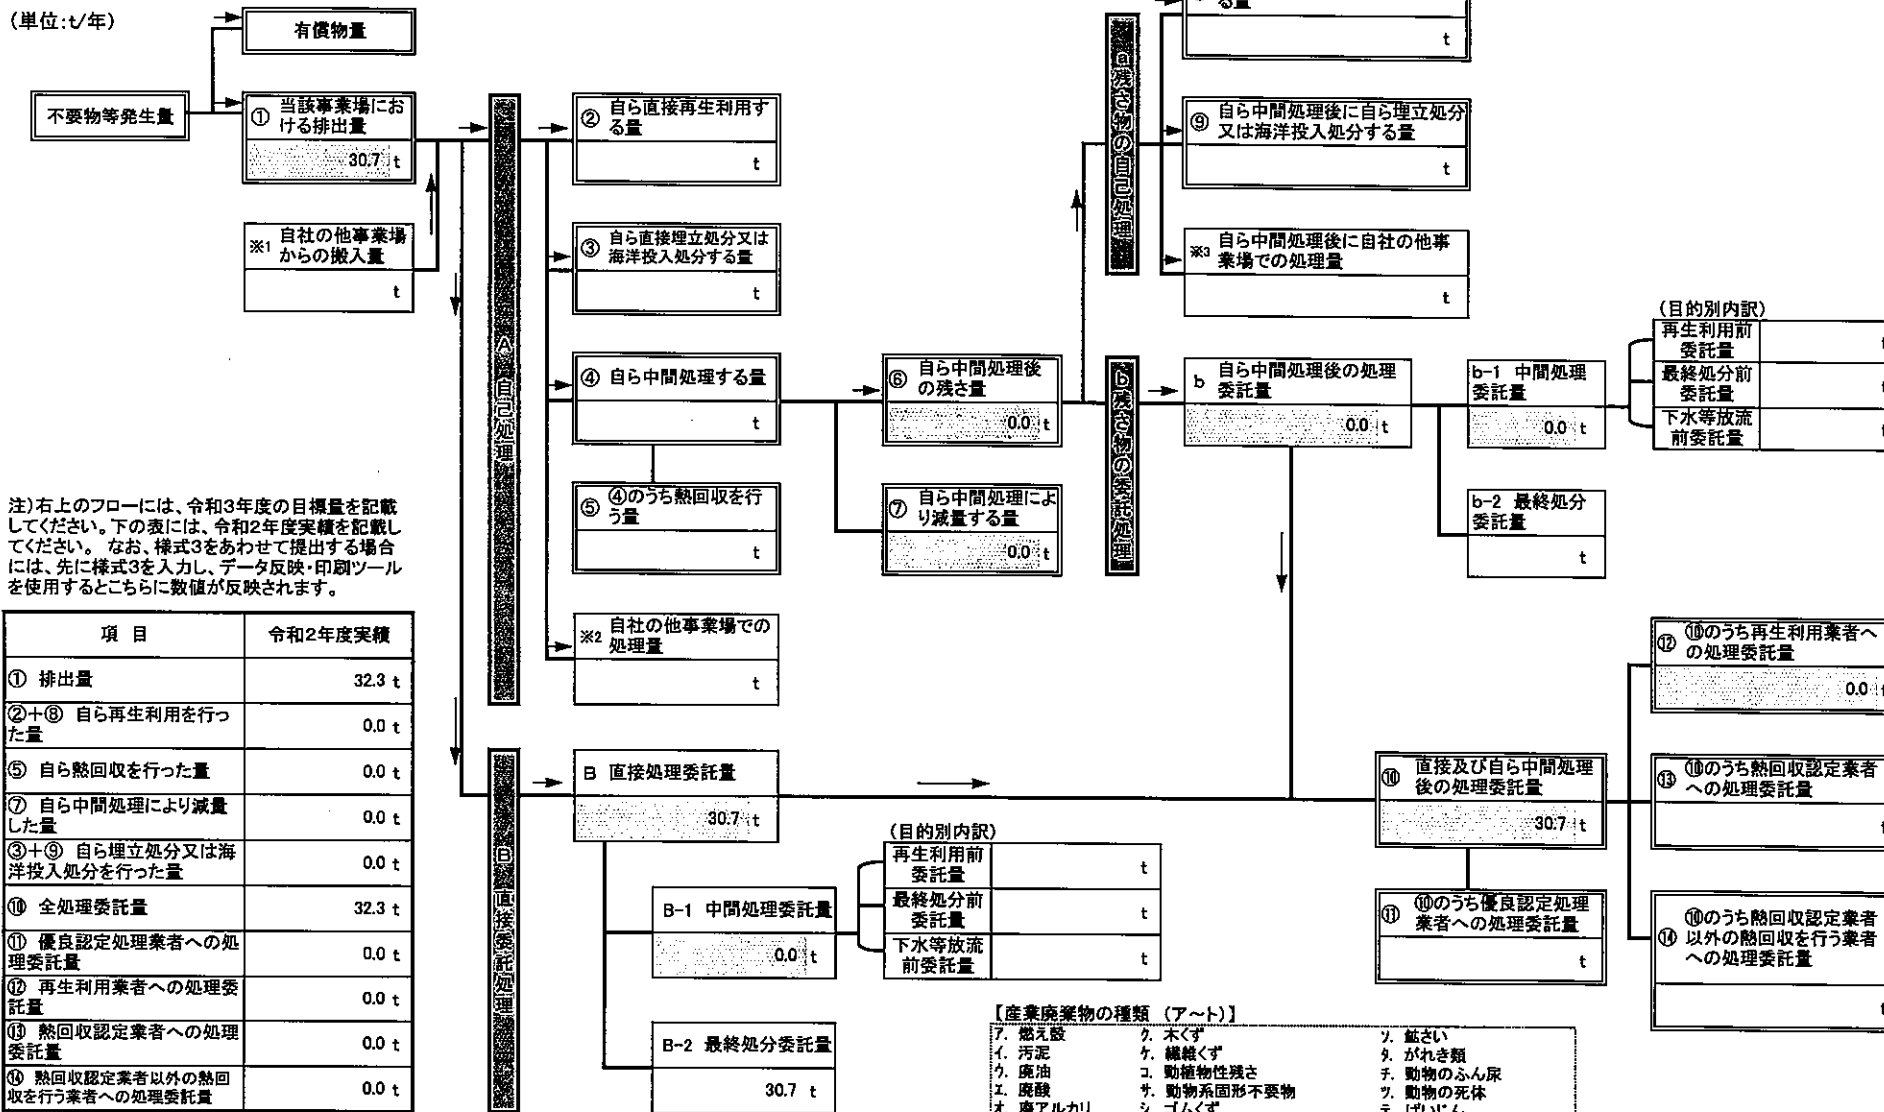 (単位:t/年)
有償物量
不要物等発生量
① 当該事業場にお
ける排出量
30.7 t
※1 自社の他事業場
からの搬入量
t
A 自己処理
② 自ら直接再生利用す
る量
t
③ 自ら直接埋立処分又は
海洋投入処分する量
t
④ 自ら中間処理する量
t
⑤ ④のうち熱回収を行
う量
t
※2 自社の他事業場での
処理量
t
⑥ 自ら中間処理後
の残さ量
0.0 t
⑦ 自ら中間処理によ
り減量する量
0.0 t
a 残さ物の自己処理
る量
t
⑨ 自ら中間処理後に自ら埋立処分
又は海洋投入処分する量
t
※3 自ら中間処理後に自社の他事
業場での処理量
t
b 残さ物の委託処理
b 自ら中間処理後の処理
委託量
0.0 t
b-1 中間処理
委託量
0.0 t
(目的別内訳)
再生利用前
委託量
t
最終処分前
委託量
t
下水等放流
前委託量
t
b-2 最終処分
委託量
t
注)右上のフローには、令和3年度の目標量を記載
してください。下の表には、令和2年度実績を記載し
てください。 なお、様式3をあわせて提出する場合
には、先に様式3を入力し、データ反映・印刷ツール
を使用するとこちらに数値が反映されます。
項 目 令和2年度実績
① 排出量 32.3 t
②+⑧ 自ら再生利用を行っ
た量 0.0 t
⑤ 自ら熱回収を行った量 0.0 t
⑦ 自ら中間処理により減量
した量 0.0 t
③+⑨ 自ら埋立処分又は海
洋投入処分を行った量 0.0 t
⑩ 全処理委託量 32.3 t
⑪ 優良認定処理業者への処
理委託量 0.0 t
⑫ 再生利用業者への処理委
託量 0.0 t
⑬ 熱回収認定業者への処理
委託量 0.0 t
⑭ 熱回収認定業者以外の熱回
収を行う業者への処理委託量 0.0 t
B 直接委託処理
B 直接処理委託量
30.7 t
B-1 中間処理委託量
0.0 t
(目的別内訳)
再生利用前
委託量
t
最終処分前
委託量
t
下水等放流
前委託量
t
B-2 最終処分委託量
30.7 t
⑩ 直接及び自ら中間処理
後の処理委託量
30.7 t
⑪ ⑩のうち優良認定処理
業者への処理委託量
t
⑫ ⑩のうち再生利用業者へ
の処理委託量
0.0 t
⑬ ⑩のうち熱回収認定業者
への処理委託量
t
⑭ ⑩のうち熱回収認定業者
以外の熱回収を行う業者
への処理委託量
t
【産業廃棄物の種類 (ア~ト)】
ア. 燃え殻 ク. 木くず ソ. 鉱さい
イ. 汚泥 ケ. 繊維くず タ. がれき類
ウ. 廃油 コ. 動植物性残さ チ. 動物のふん尿
エ. 廃酸 サ. 動物系固形不要物 ツ. 動物の死体
オ. 廃アルカリ シ. ゴムくず テ. ばいじん